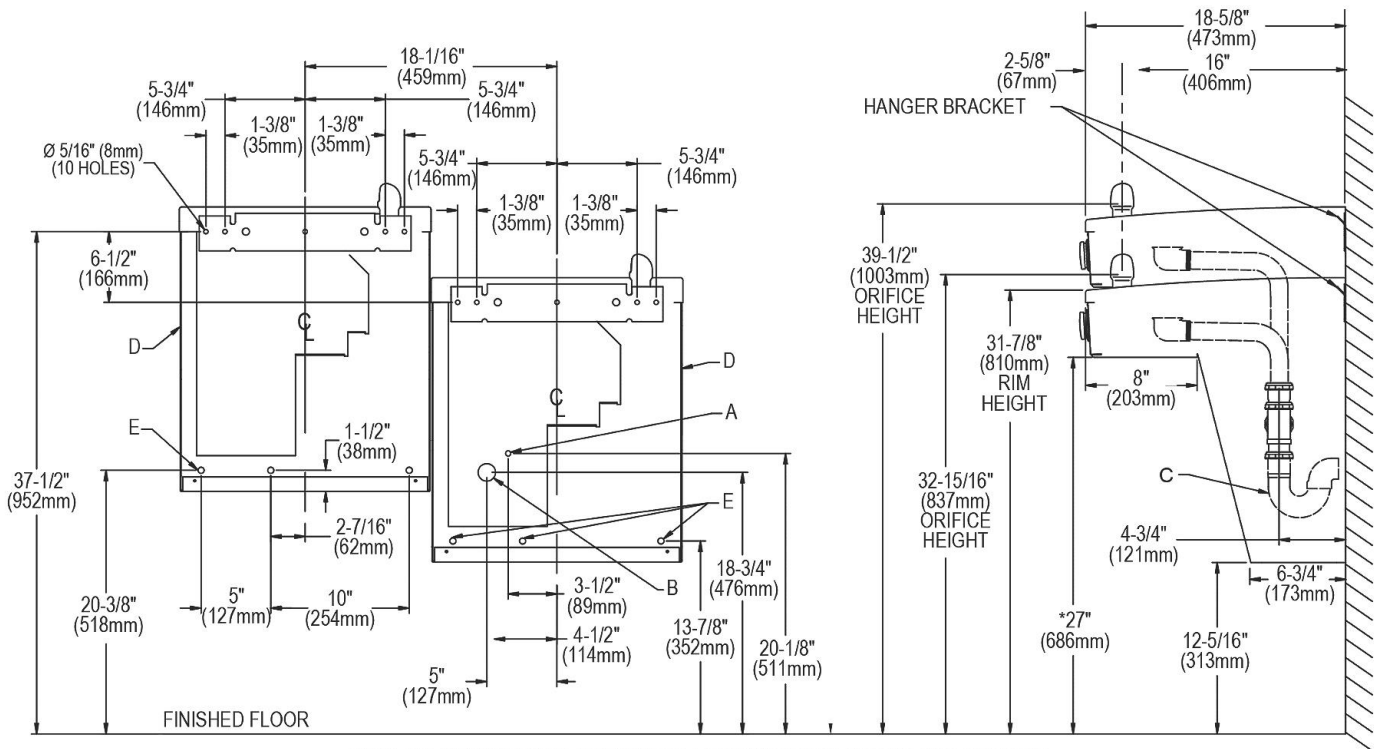 18-1/16"
(459mm)
5-3/4"
(146mm)
5-3/4"
(146mm)
1-3/8"
(35mm)
1-3/8"
(35mm)
Ø 5/16" (8mm)
(10 HOLES)
5-3/4"
(146mm)
5-3/4"
(146mm)
1-3/8"
(35mm)
1-3/8"
(35mm)
6-1/2"
(166mm)
D
CL
E
1-1/2"
(38mm)
37-1/2"
(952mm)
2-7/16"
(62mm)
20-3/8"
(518mm)
5"
(127mm)
10"
(254mm)
FINISHED FLOOR
D
CL
A
E
B
3-1/2"
(89mm)
4-1/2"
(114mm)
5"
(127mm)
18-3/4"
(476mm)
13-7/8"
(352mm)
20-1/8"
(511mm)
18-5/8"
(473mm)
2-5/8"
(67mm)
16"
(406mm)
HANGER BRACKET
39-1/2"
(1003mm)
ORIFICE
HEIGHT
31-7/8"
(810mm)
RIM
HEIGHT
8"
(203mm)
32-15/16"
(837mm)
ORIFICE
HEIGHT
C
4-3/4"
(121mm)
6-3/4"
(173mm)
*27"
(686mm)
12-5/16"
(313mm)